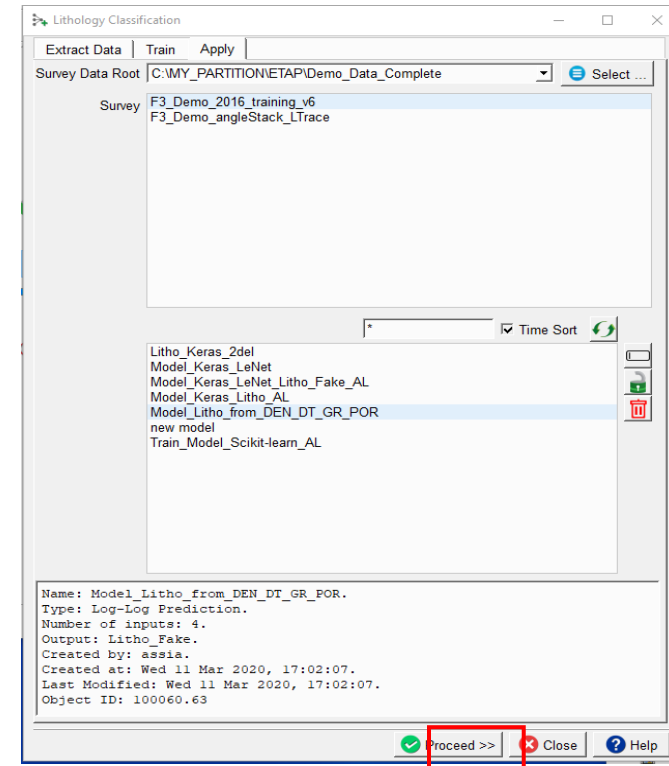 Lithology Classification
Extract Data Train Apply
Survey Data Root C:\MY_PARTITION\ETAP\Demo_Data_Complete Select ...
Survey
F3_Demo_2016_training_v6
F3_Demo_angleStack_LTrace
* Time Sort
Litho_Keras_2del
Model_Keras_LeNet
Model_Keras_LeNet_Litho_Fake_AL
Model_Keras_Litho_AL
Model_Litho_from_DEN_DT_GR_POR
new model
Train_Model_Scikit-learn_AL
Name: Model_Litho_from_DEN_DT_GR_POR.
Type: Log-Log Prediction.
Number of inputs: 4.
Output: Litho_Fake.
Created by: assia.
Created at: Wed 11 Mar 2020, 17:02:07.
Last Modified: Wed 11 Mar 2020, 17:02:07.
Object ID: 100060.63
Proceed >> Close Help